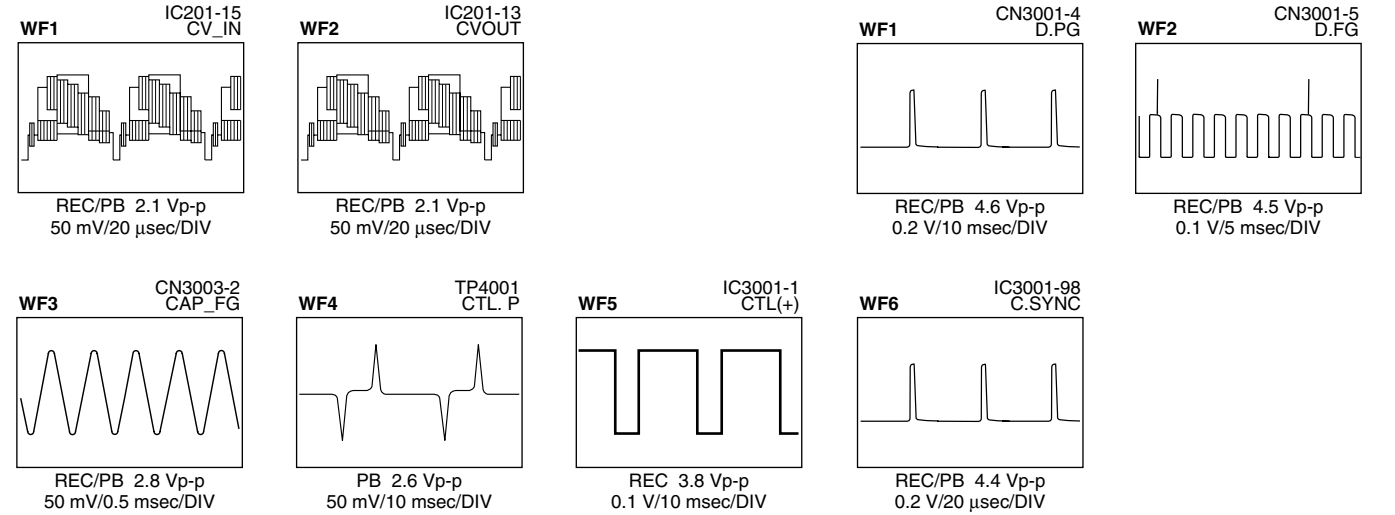 WF1
IC201-15
CV_IN
REC/PB 2.1 Vp-p
50 mV/20 μsec/DIV
WF2
IC201-13
CVOUT
REC/PB 2.1 Vp-p
50 mV/20 μsec/DIV
WF1
CN3001-4
D.PG
REC/PB 4.6 Vp-p
0.2 V/10 msec/DIV
WF2
CN3001-5
D.FG
REC/PB 4.5 Vp-p
0.1 V/5 msec/DIV
WF3
CN3003-2
CAP_FG
REC/PB 2.8 Vp-p
50 mV/0.5 msec/DIV
WF4
TP4001
CTL. P
PB 2.6 Vp-p
50 mV/10 msec/DIV
WF5
IC3001-1
CTL(+)
REC 3.8 Vp-p
0.1 V/10 msec/DIV
WF6
IC3001-98
C.SYNC
REC/PB 4.4 Vp-p
0.2 V/20 μsec/DIV